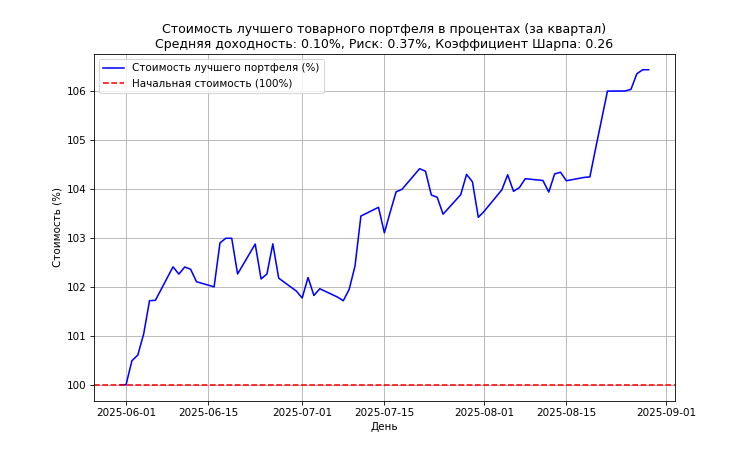 Стоимость лучшего товарного портфеля в процентах (за квартал)
Средняя доходность: 0.10%, Риск: 0.37%, Коэффициент Шарпа: 0.26
Стоимость лучшего портфеля (%)
Начальная стоимость (100%)
Стоимость (%)
106
105
104
103
102
101
100
2025-06-01 2025-06-15 2025-07-01 2025-07-15 2025-08-01 2025-08-15 2025-09-01
День